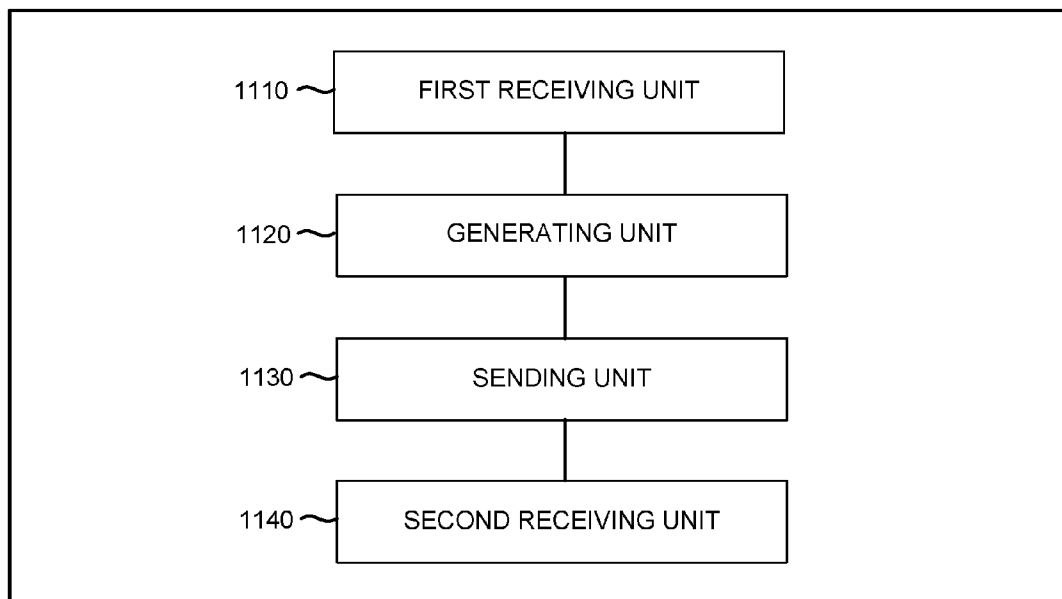 1110 FIRST RECEIVING UNIT
1120 GENERATING UNIT
1130 SENDING UNIT
1140 SECOND RECEIVING UNIT